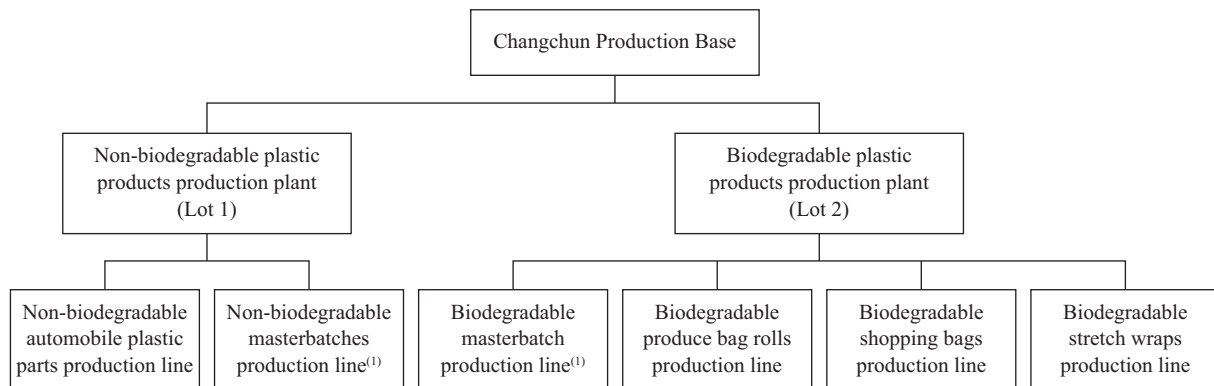 Changchun Production Base
Non-biodegradable plastic
products production plant
(Lot 1)
Biodegradable plastic
products production plant
(Lot 2)
Non-biodegradable
automobile plastic
parts production line
Non-biodegradable
masterbatches
production line(1)
Biodegradable
masterbatch
production line(1)
Biodegradable
produce bag rolls
production line
Biodegradable
shopping bags
production line
Biodegradable
stretch wraps
production line